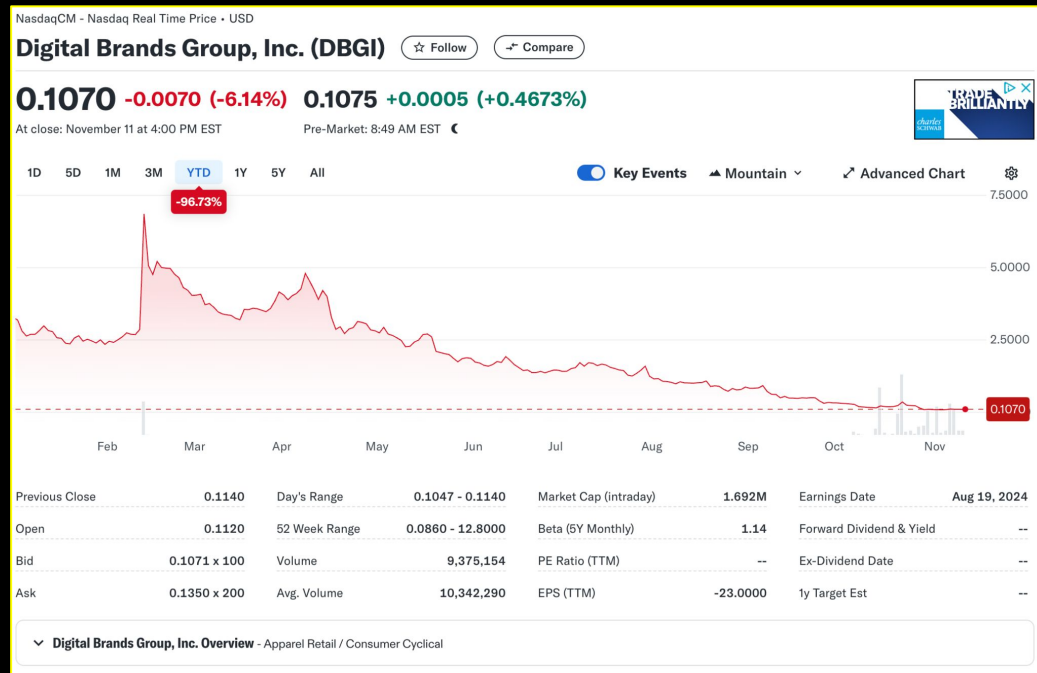 NasdaqCM - Nasdaq Real Time Price • USD
Digital Brands Group, Inc. (DBGI) Follow Compare
0.1070 -0.0070 (-6.14%) 0.1075 +0.0005 (+0.4673%)
At close: November 11 at 4:00 PM EST Pre-Market: 8:49 AM EST
TRADE
BRILLIANTLY
charles
SCHWAB
1D 5D 1M 3M YTD 1Y 5Y All Key Events Mountain Advanced Chart
-96.73%
7.5000
5.0000
2.5000
0.1070
Feb Mar Apr May Jun Jul Aug Sep Oct Nov
Previous Close 0.1140 Day's Range 0.1047 - 0.1140 Market Cap (intraday) 1.692M Earnings Date Aug 19, 2024
Open 0.1120 52 Week Range 0.0860 - 12.8000 Beta (5Y Monthly) 1.14 Forward Dividend & Yield --
Bid 0.1071 x 100 Volume 9,375,154 PE Ratio (TTM) -- Ex-Dividend Date --
Ask 0.1350 x 200 Avg. Volume 10,342,290 EPS (TTM) -23.0000 1y Target Est --
Digital Brands Group, Inc. Overview - Apparel Retail / Consumer Cyclical